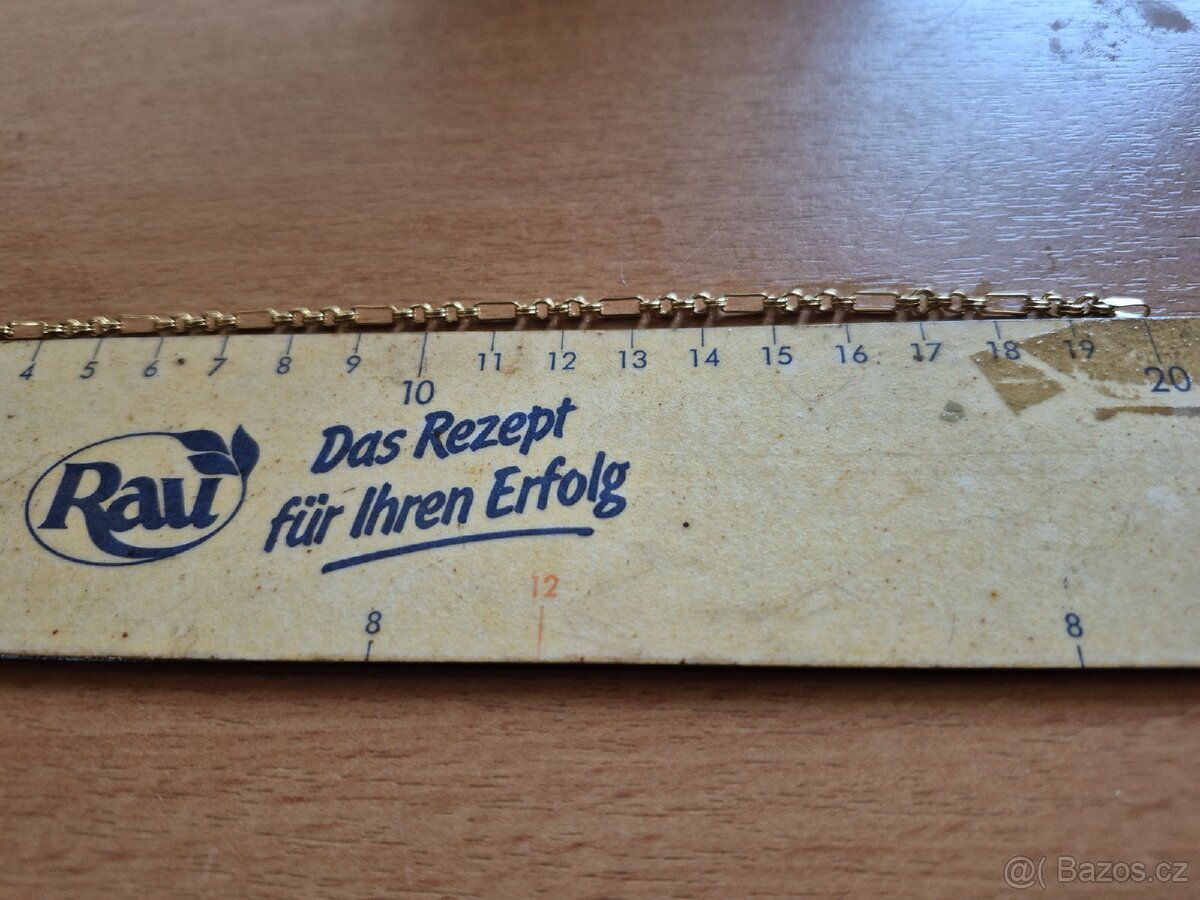 4 5 6 7 8 9 10 11 12 13 14 15 16 17 18 19 20
Rau
Das Rezept
für Ihren Erfolg
12
8 8
@( Bazos.cz